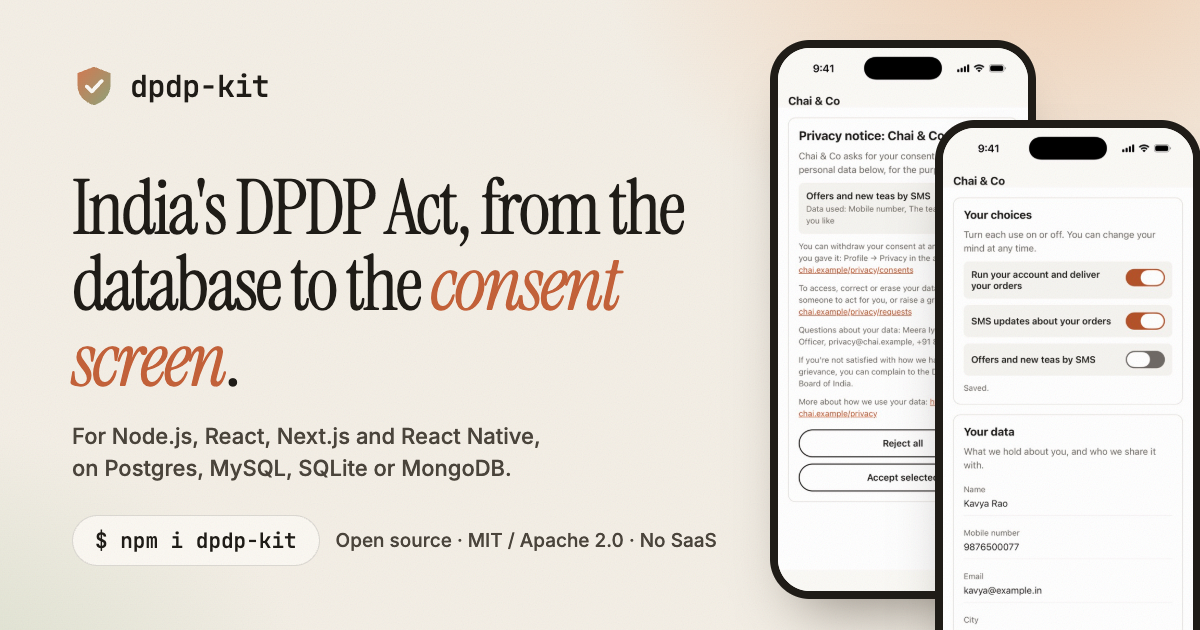 dpdp-kit
India's DPDP Act, from the
database to the consent
screen.
For Node.js, React, Next.js and React Native,
on Postgres, MySQL, SQLite or MongoDB.
$ npm i dpdp-kit
Open source · MIT / Apache 2.0 · No SaaS
9:41
Chai & Co
Privacy notice: Chai & Co
Chai & Co asks for your consent
personal data below, for the
Offers and new teas by SMS
Data used: Mobile number, The
you like
You can withdraw your consent at
you gave it: Profile → Privacy in the
chai.example/privacy/consents
To access, correct or erase your
someone to act for you, or raise a
chai.example/privacy/requests
Questions about your data: Meera
Officer, privacy@chai.example, +91
If you're not satisfied with how we
grievance, you can complain to the
Board of India.
More about how we use your data:
chai.example/privacy
Reject all
Accept selected
9:41
Chai & Co
Your choices
Turn each use on or off. You can change your
mind at any time.
Run your account and deliver
your orders
SMS updates about your orders
Offers and new teas by SMS
Saved.
Your data
What we hold about you, and who we share it
with.
Name
Kavya Rao
Mobile number
9876500077
Email
kavya@example.in
City